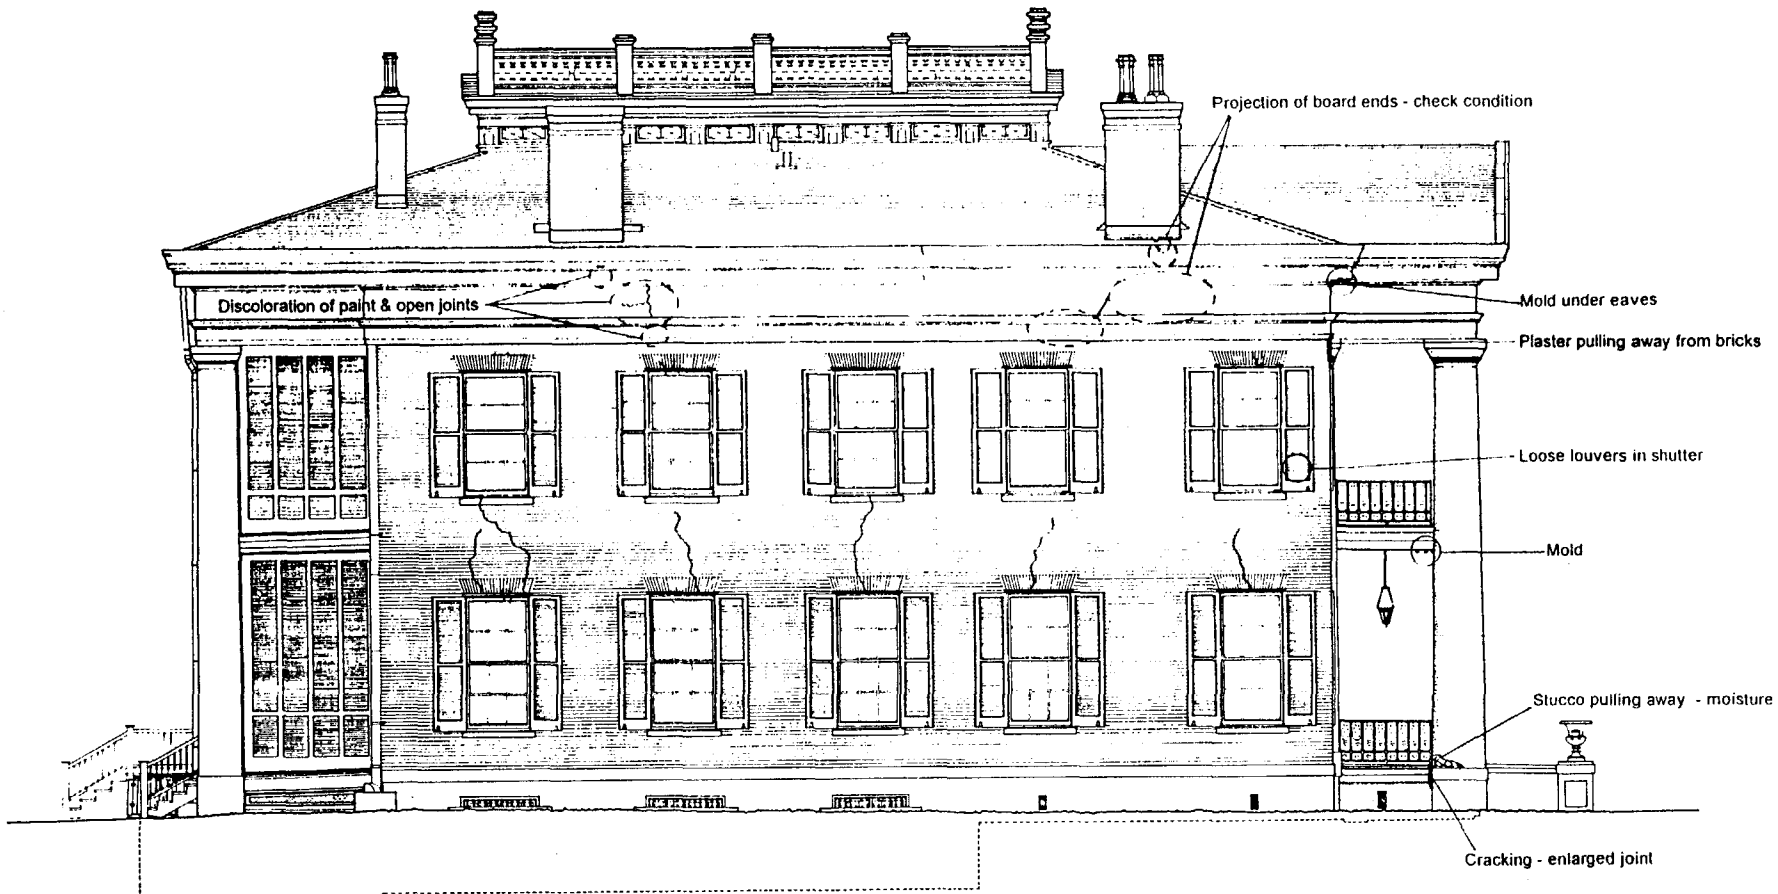 Projection of board ends - check condition
Discoloration of paint & open joints
Mold under eaves
Plaster pulling away from bricks
Loose louvers in shutter
Mold
Stucco pulling away - moisture
Cracking - enlarged joint